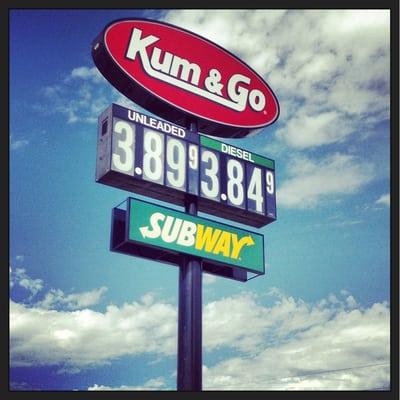 Kum & Go
UNLEADED
3.89 9
DIESEL
3.84 9
SUBWAY